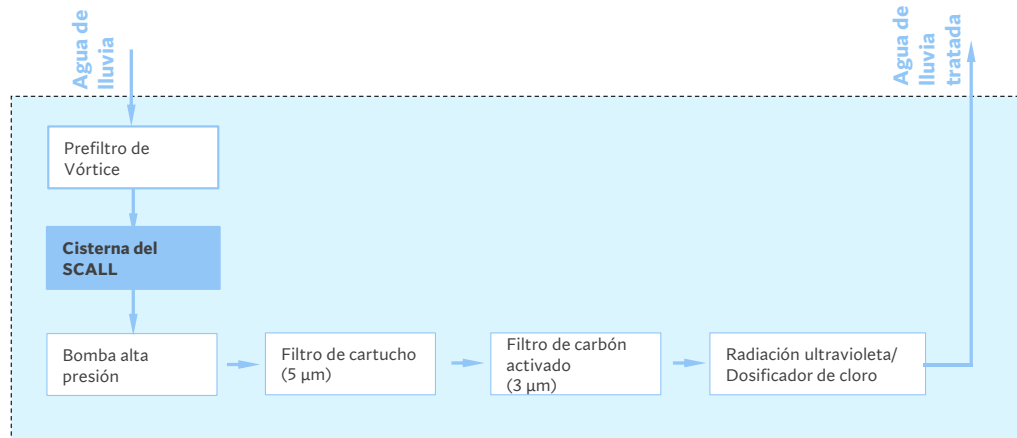 Agua de
lluvia
Agua de
lluvia
tratada
Prefiltro de
Vórtice
Cisterna del
SCALL
Bomba alta
presión
Filtro de cartucho
(5 µm)
Filtro de carbón
activado
(3 µm)
Radiación ultravioleta/
Dosificador de cloro